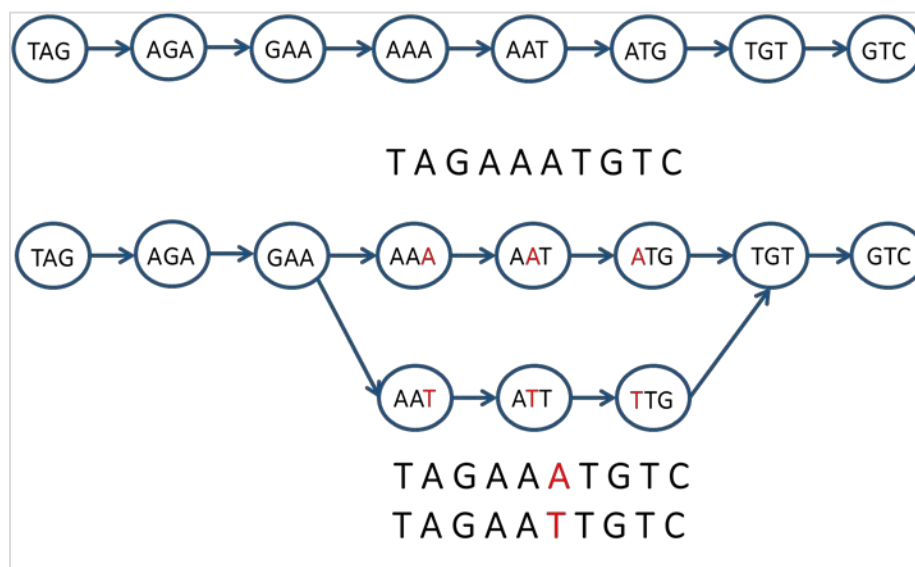 TAG AGA GAA AAA AAT ATG TGT GTC
TAGAAATGTC
TAG AGA GAA AAA AAT ATG TGT GTC
AAT ATT TTG
TAGAAATGTC
TAGAATTGTC